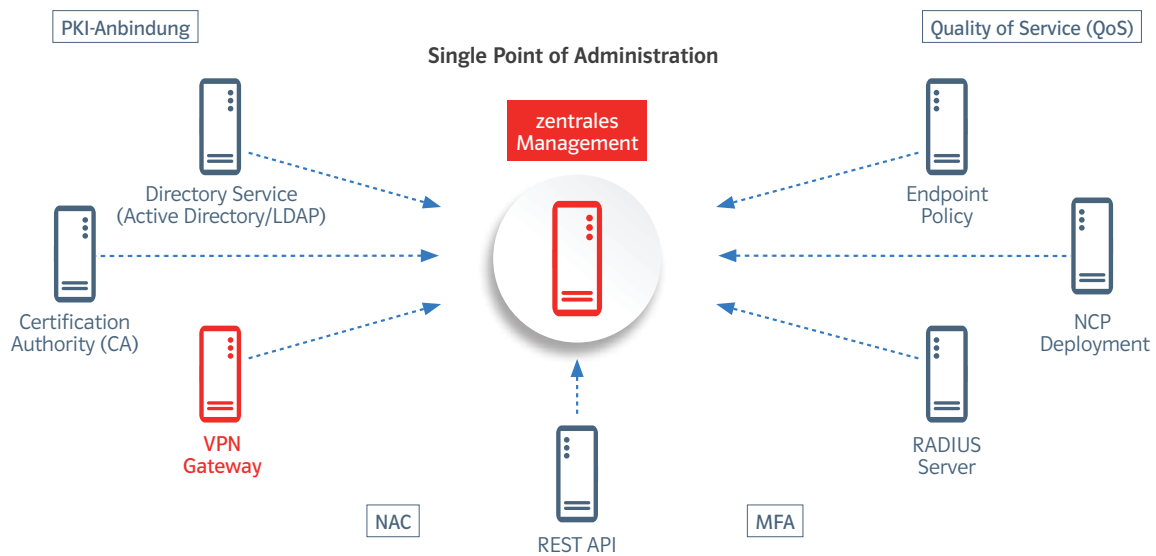 PKI-Anbindung
Quality of Service (QoS)
Single Point of Administration
zentrales
Management
Directory Service
(Active Directory/LDAP)
Endpoint
Policy
Certification
Authority (CA)
NCP
Deployment
VPN
Gateway
RADIUS
Server
NAC
MFA
REST API